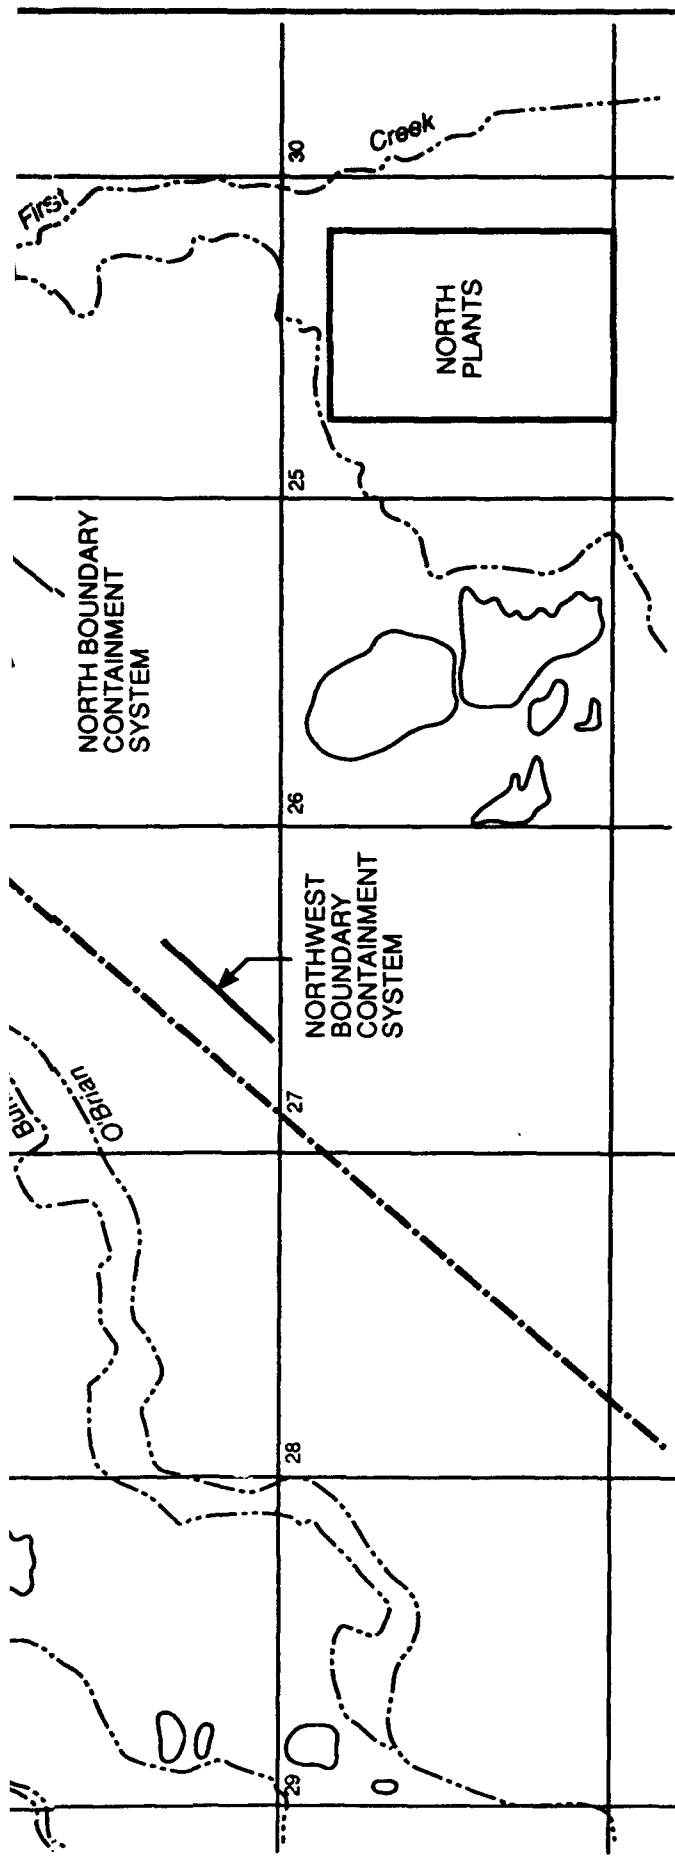 First
Creek
30
NORTH
PLANTS
25
NORTH BOUNDARY
CONTAINMENT
SYSTEM
26
NORTHWEST
BOUNDARY
CONTAINMENT
SYSTEM
O'Brian
27
28
29